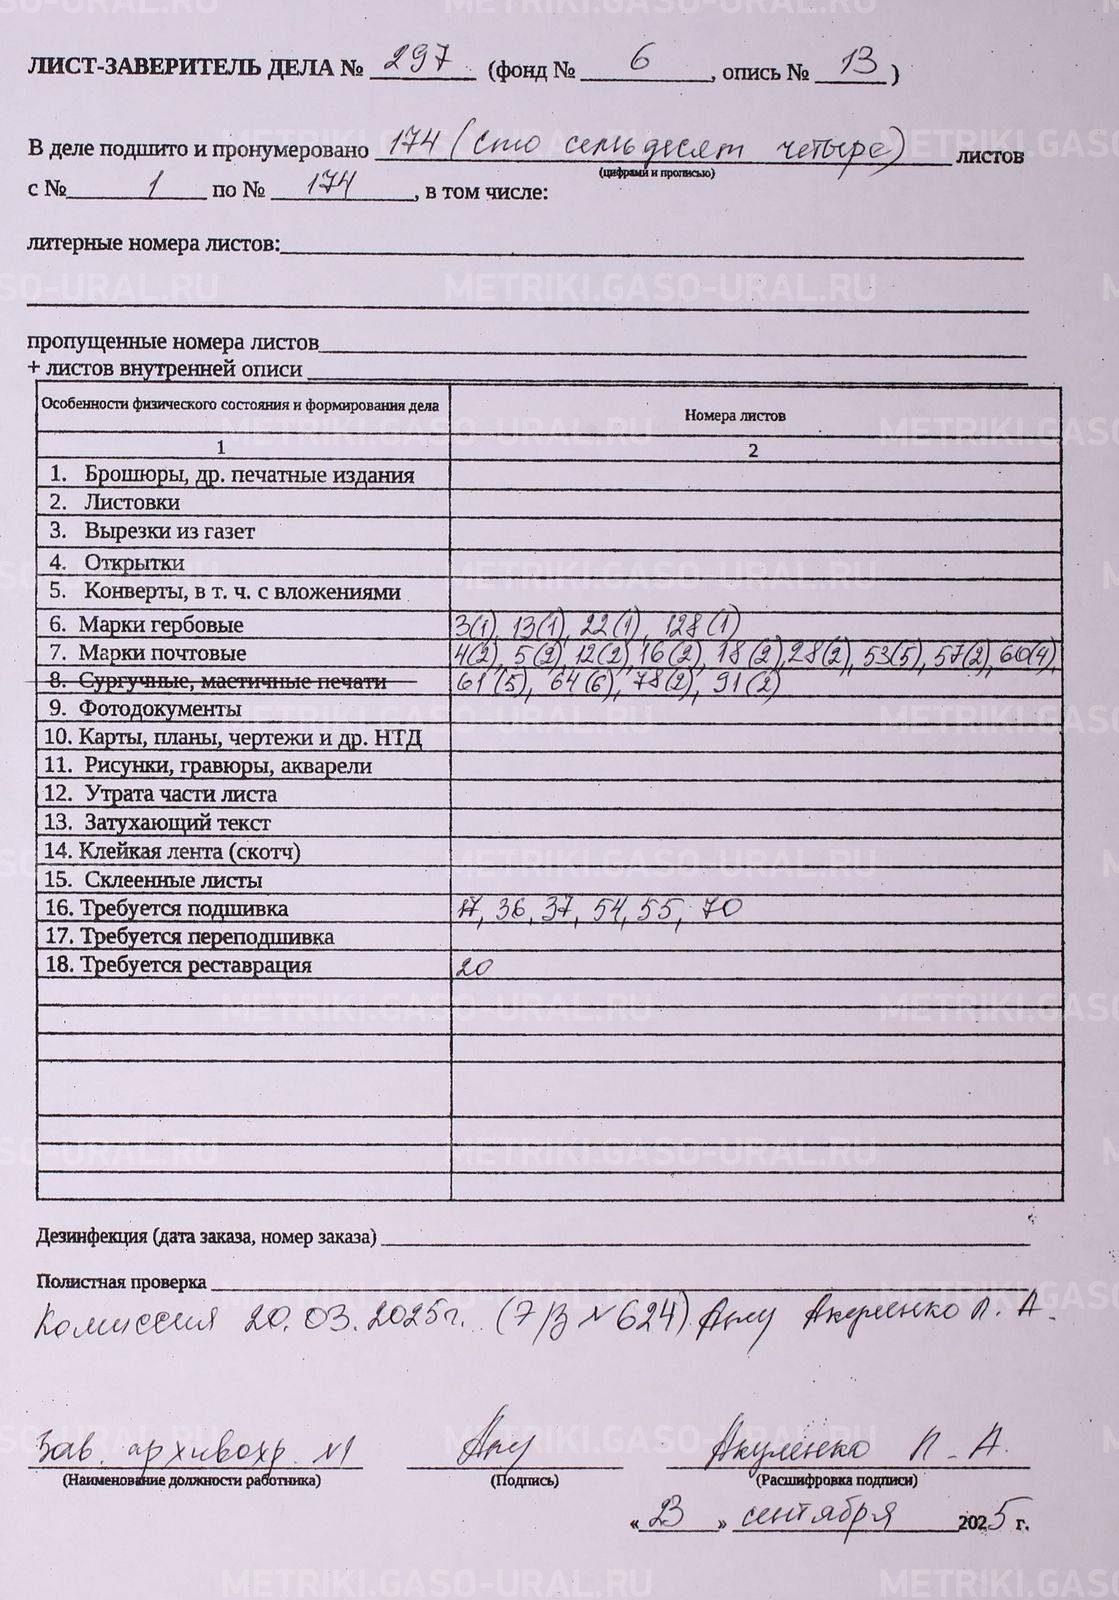 ЛИСТ-ЗАВЕРИТЕЛЬ ДЕЛА № 297 (фонд № 6, опись № 13)
В деле подшито и пронумеровано 174 (сто семьдесят четыре) листов
(цифрами и прописью)
с № 1 по № 174, в том числе:
литерные номера листов:
пропущенные номера листов
+ листов внутренней описи
Особенности физического состояния и формирования дела Номера листов
1 2
1. Брошюры, др. печатные издания
2. Листовки
3. Вырезки из газет
4. Открытки
5. Конверты, в т. ч. с вложениями
6. Марки гербовые 3(1), 13(1), 22(1), 128(1)
7. Марки почтовые 4(2), 5(2), 12(2), 16(2), 18(2), 28(2), 53(5), 57(2), 60(4),
8. Сургучные, мастичные печати 61(5), 64(6), 78(2), 91(2)
9. Фотодокументы
10. Карты, планы, чертежи и др. НТД
11. Рисунки, гравюры, акварели
12. Утрата части листа
13. Затухающий текст
14. Клейкая лента (скотч)
15. Склеенные листы
16. Требуется подшивка 17, 36, 37, 54, 55, 70
17. Требуется переподшивка
18. Требуется реставрация 20
Дезинфекция (дата заказа, номер заказа)
Полистная проверка
Комиссия 20.03.2025г. (7/3 № 624) Акуленко П. А.
Зав. архивохр. №1 Акуленко П. А.
(Наименование должности работника) (Подпись) (Расшифровка подписи)
«23» сентября 2025 г.
METRIKI.GASO-URAL.RU